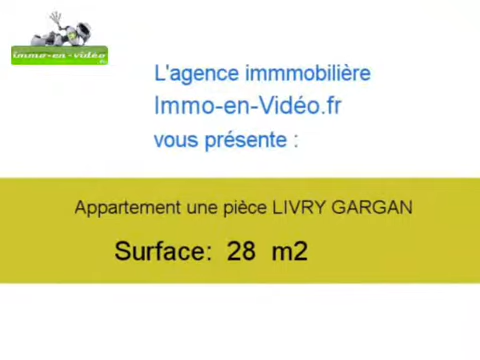 immo-en-vidéo
L'agence immmobilière
Immo-en-Vidéo.fr
vous présente :
Appartement une pièce LIVRY GARGAN
Surface: 28 m2